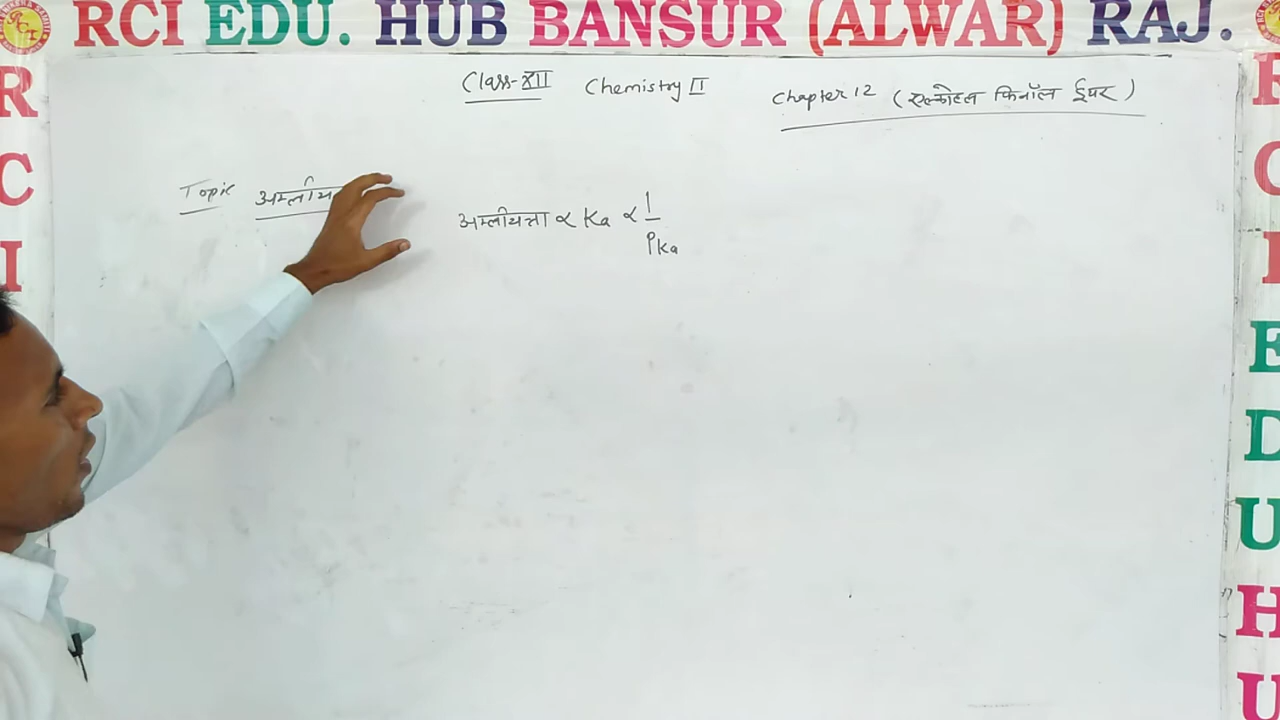 RCI EDU. HUB BANSUR (ALWAR) RAJ.
Class-XII Chemistry II Chapter 12 (एल्कोहल फिनॉल ईथर)
Topic
अम्लीयत्ता ∝ Ka ∝ 1/Pka
R
C
I
R
C
I
E
D
U
H
U